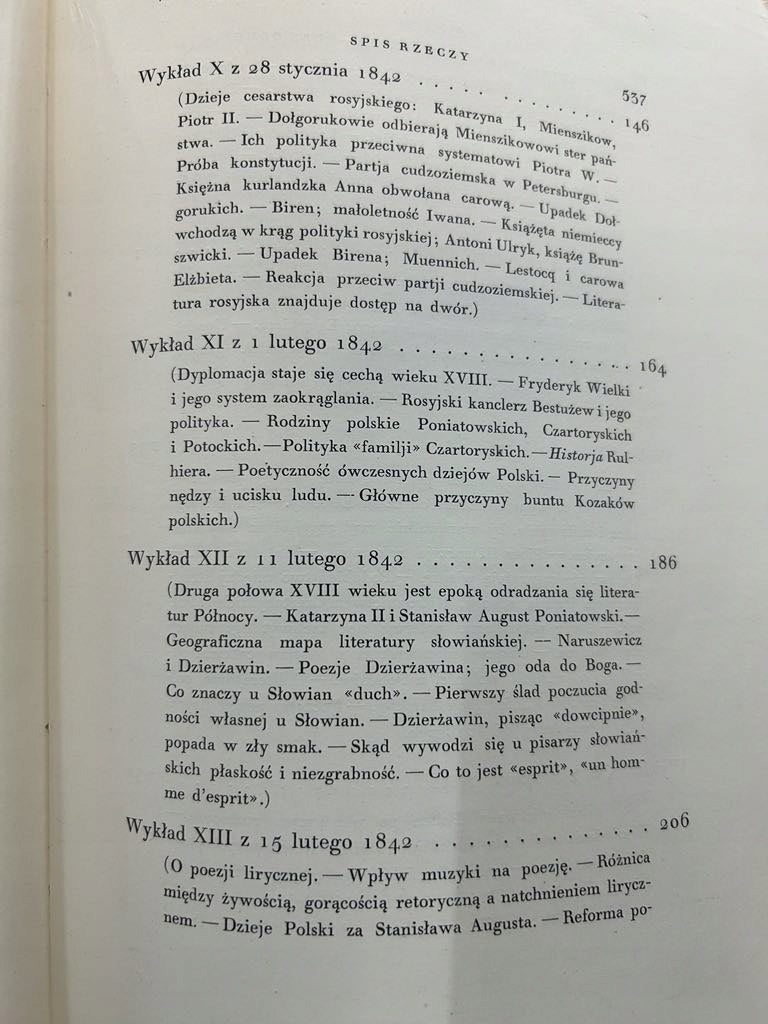 SPIS RZECZY
537
Wykład X z 28 stycznia 1842 . . . . . . . . . . . . . 146
(Dzieje cesarstwa rosyjskiego: Katarzyna I, Mienszikow,
Piotr II. — Dołgorukowie odbierają Mienszikowowi ster pań-
stwa. — Ich polityka przeciwna systematowi Piotra W. —
Próba konstytucji. — Partja cudzoziemska w Petersburgu. —
Księżna kurlandzka Anna obwołana carową. — Upadek Doł-
gorukich. — Biren; małoletność Iwana. — Książęta niemieccy
wchodzą w krąg polityki rosyjskiej; Antoni Ulryk, książę Brun-
szwicki. — Upadek Birena; Muennich. — Lestocq i carowa
Elżbieta. — Reakcja przeciw partji cudzoziemskiej. — Litera-
tura rosyjska znajduje dostęp na dwór.)
Wykład XI z 1 lutego 1842 . . . . . . . . . . . . . . . 164
(Dyplomacja staje się cechą wieku XVIII. — Fryderyk Wielki
i jego system zaokrąglania. — Rosyjski kanclerz Bestużew i jego
polityka. — Rodziny polskie Poniatowskich, Czartoryskich
i Potockich. — Polityka «familji» Czartoryskich. — Historja Rul-
hiera. — Poetyczność ówczesnych dziejów Polski. — Przyczyny
nędzy i ucisku ludu. — Główne przyczyny buntu Kozaków
polskich.)
Wykład XII z 11 lutego 1842 . . . . . . . . . . . . . . . 186
(Druga połowa XVIII wieku jest epoką odradzania się litera-
tur Północy. — Katarzyna II i Stanisław August Poniatowski. —
Geograficzna mapa literatury słowiańskiej. — Naruszewicz
i Dzierżawin. — Poezje Dzierżawina; jego oda do Boga. —
Co znaczy u Słowian «duch». — Pierwszy ślad poczucia god-
ności własnej u Słowian. — Dzierżawin, pisząc «dowcipnie»,
popada w zły smak. — Skąd wywodzi się u pisarzy słowiań-
skich płaskość i niezgrabność. — Co to jest «esprit», «un hom-
me d'esprit».)
Wykład XIII z 15 lutego 1842 . . . . . . . . . . . . . . 206
(O poezji lirycznej. — Wpływ muzyki na poezję. — Różnica
między żywością, gorącością retoryczną a natchnieniem lirycz-
nem. — Dzieje Polski za Stanisława Augusta. — Reforma po-